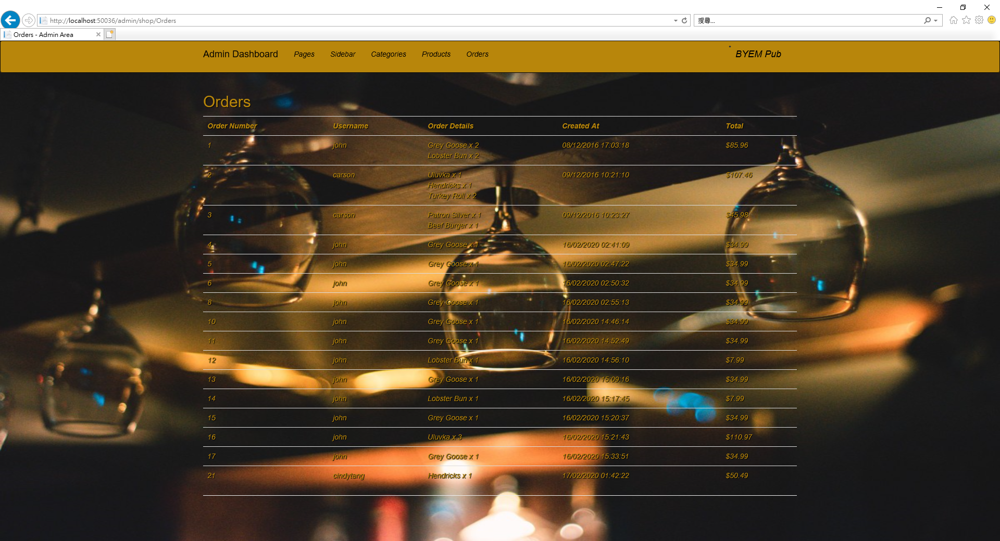 http://localhost:50036/admin/shop/Orders
搜尋...
Orders - Admin Area
Admin Dashboard Pages Sidebar Categories Products Orders BYEM Pub
Orders
Order Number Username Order Details Created At Total
1 john Grey Goose x 2 08/12/2016 17:03:18 $85.96
Lobster Bun x 2
2 carson Uluvka x 1 09/12/2016 10:21:10 $107.46
Hendricks x 1
Turkey Roll x 2
3 carson Patron Silver x 1 09/12/2016 10:23:27 $45.98
Beef Burger x 1
4 john Grey Goose x 1 16/02/2020 02:41:09 $34.99
5 john Grey Goose x 1 16/02/2020 02:47:22 $34.99
6 john Grey Goose x 1 16/02/2020 02:50:32 $34.99
8 john Grey Goose x 1 16/02/2020 02:55:13 $34.99
10 john Grey Goose x 1 16/02/2020 14:46:14 $34.99
11 john Grey Goose x 1 16/02/2020 14:52:49 $34.99
12 john Lobster Bun x 1 16/02/2020 14:56:10 $7.99
13 john Grey Goose x 1 16/02/2020 15:09:16 $34.99
14 john Lobster Bun x 1 16/02/2020 15:17:45 $7.99
15 john Grey Goose x 1 16/02/2020 15:20:37 $34.99
16 john Uluvka x 3 16/02/2020 15:21:43 $110.97
17 john Grey Goose x 1 16/02/2020 15:33:51 $34.99
21 cindytang Hendricks x 1 17/02/2020 01:42:22 $50.49